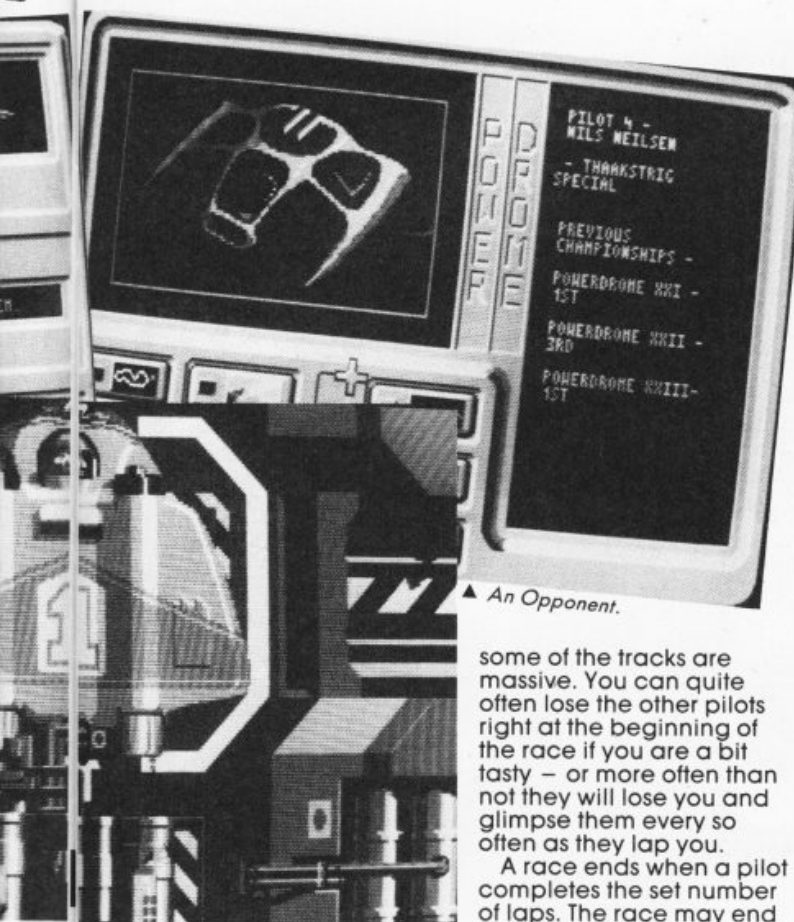 POWER
DROME
PILOT 4 -
NILS NEILSEN
- THAAKSTRIG
SPECIAL
PREVIOUS
CHAMPIONSHIPS -
POWERDROME XXI -
1ST
POWERDROME XXII -
3RD
POWERDROME XXIII-
1ST
1
▲ An Opponent.
some of the tracks are
massive. You can quite
often lose the other pilots
right at the beginning of
the race if you are a bit
tasty – or more often than
not they will lose you and
glimpse them every so
often as they lap you.
A race ends when a pilot
completes the set number
of laps. The race may end